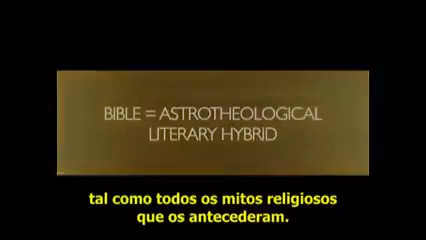 BIBLE = ASTROTHEOLOGICAL
LITERARY HYBRID
tal como todos os mitos religiosos
que os antecederam.